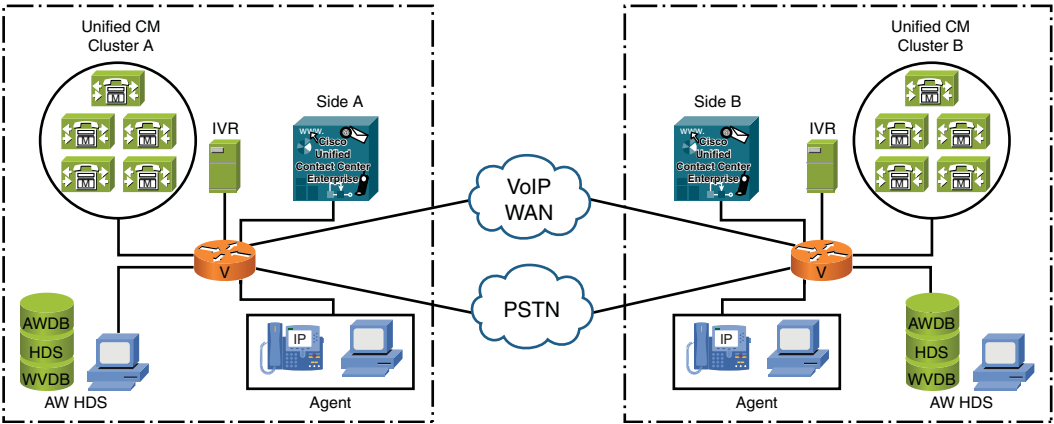 Unified CM
Cluster A
M
M
M
M
M
IVR
Side A
www.
Cisco
Unified
Contact Center
Enterprise
V
AWDB
HDS
WVDB
AW HDS
IP
Agent
VoIP
WAN
PSTN
Unified CM
Cluster B
M
M
M
M
M
IVR
Side B
www.
Cisco
Unified
Contact Center
Enterprise
V
IP
Agent
AWDB
HDS
WVDB
AW HDS